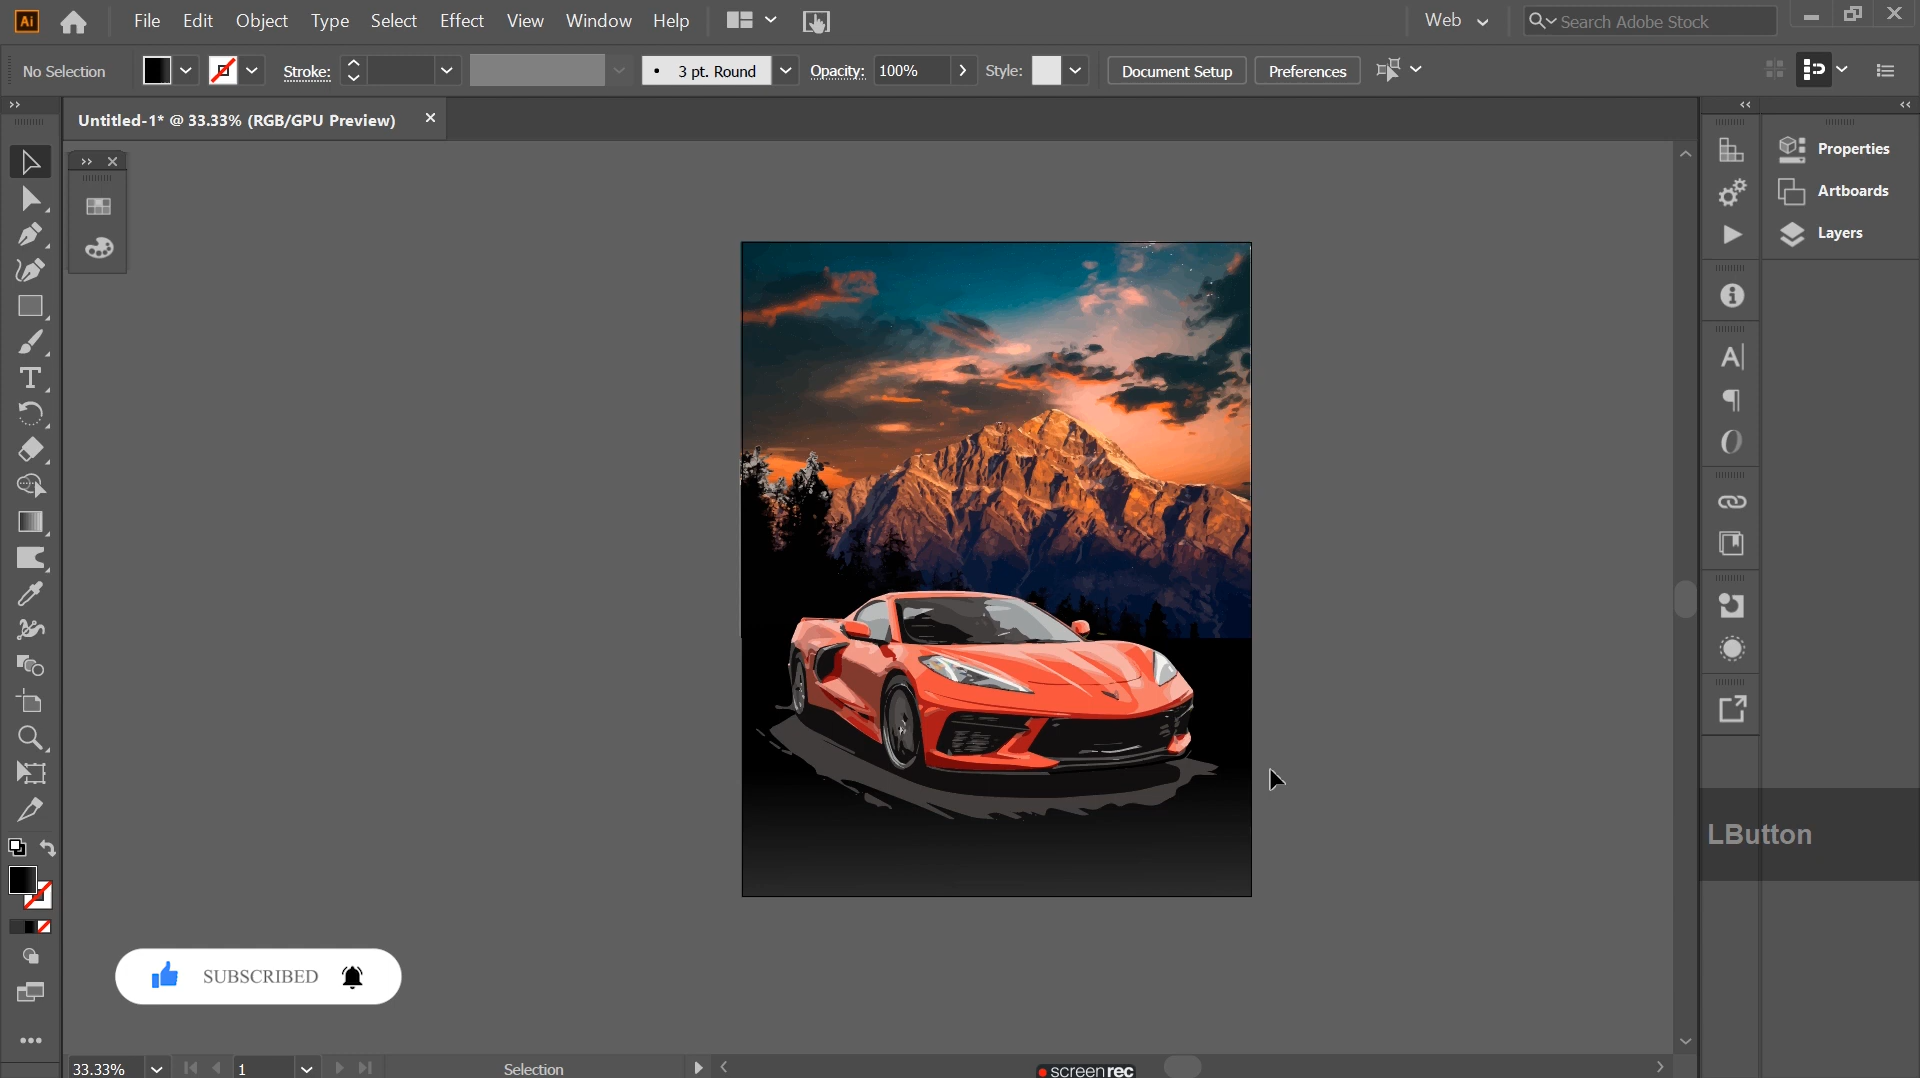 Ai File Edit Object Type Select Effect View Window Help Web Search Adobe Stock
No Selection Stroke: 3 pt. Round Opacity: 100% Style: Document Setup Preferences
Untitled-1* @ 33.33% (RGB/GPU Preview)
Properties
Artboards
Layers
LButton
SUBSCRIBED
33.33% 1 Selection
screenrec